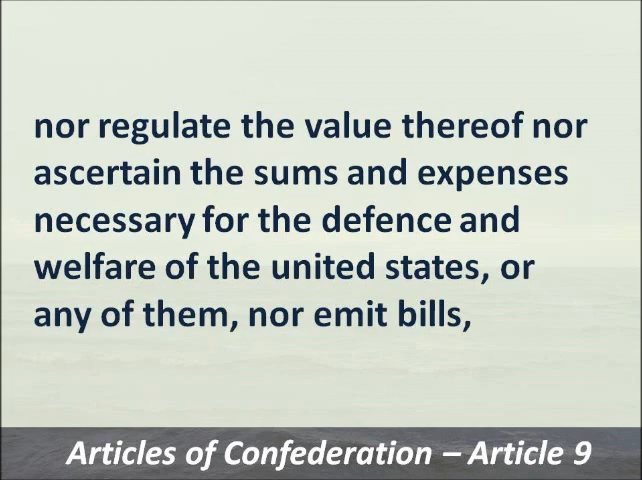 nor regulate the value thereof nor
ascertain the sums and expenses
necessary for the defence and
welfare of the united states, or
any of them, nor emit bills,
Articles of Confederation – Article 9